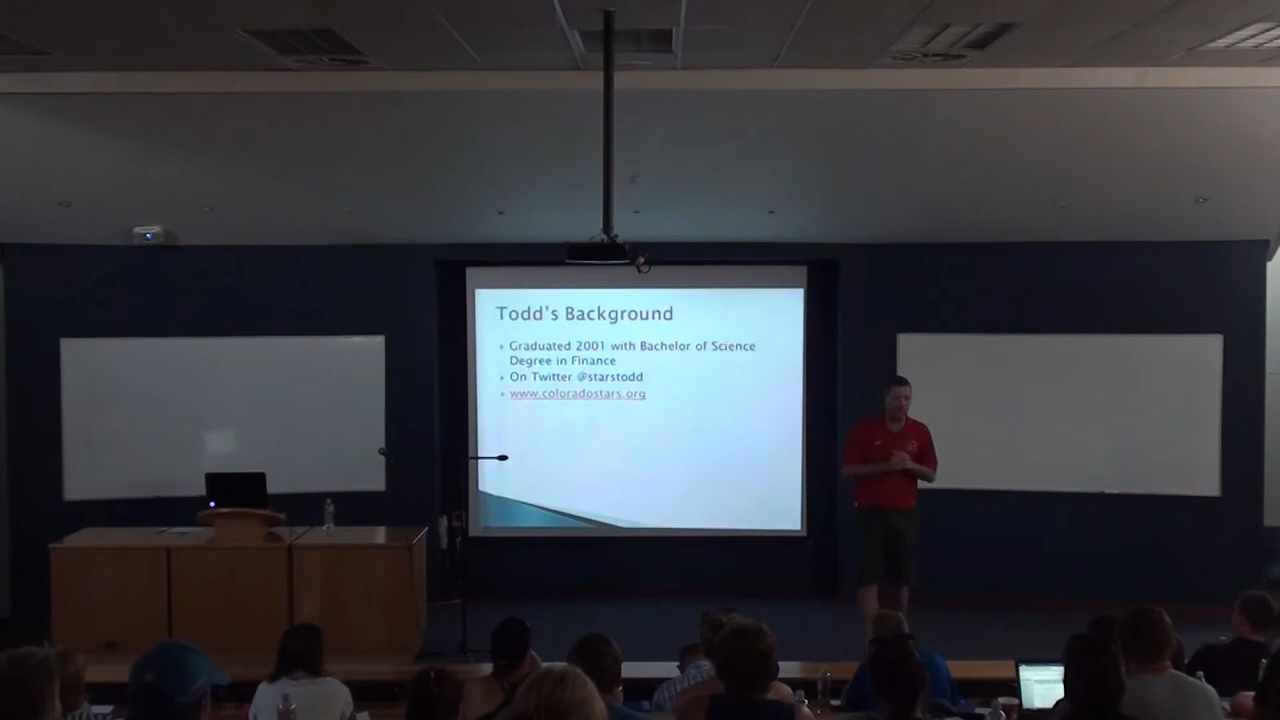 Todd's Background
Graduated 2001 with Bachelor of Science
Degree in Finance
On Twitter @starstodd
www.coloradostars.org